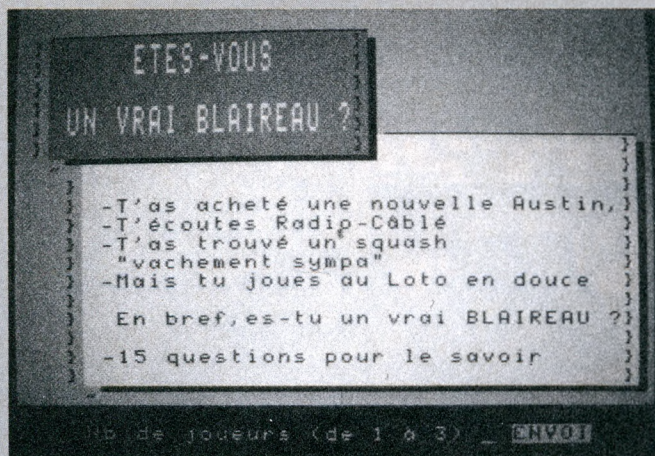 ETES-VOUS
UN VRAI BLAIREAU ?
-T'as acheté une nouvelle Austin,
-T'écoutes Radio-Câblé
-T'as trouvé un squash
"vachement sympa"
-Mais tu joues au Loto en douce
En bref,es-tu un vrai BLAIREAU ?
-15 questions pour le savoir
Nb de joueurs (de 1 à 3) _ ENVOI